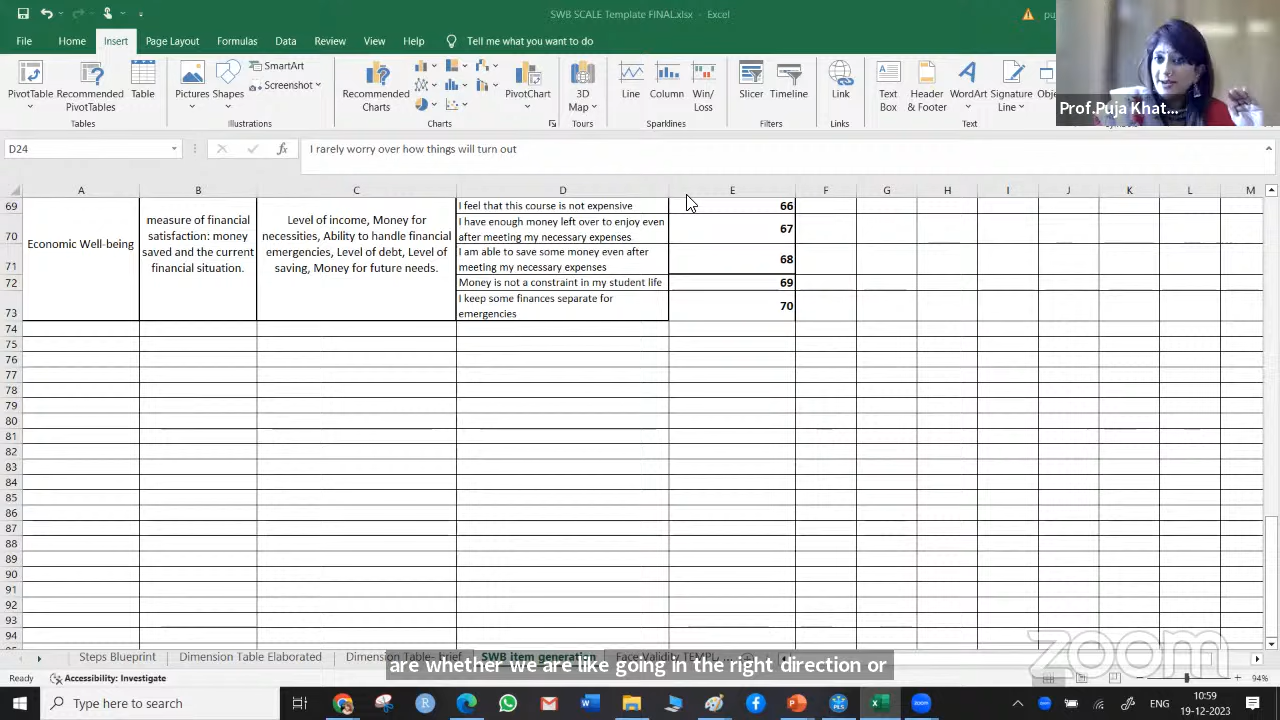 SWB SCALE Template FINAL.xlsx - Excel
File Home Insert Page Layout Formulas Data Review View Help Tell me what you want to do
PivotTable Recommended PivotTables Table
Tables
Pictures Shapes SmartArt Screenshot
Illustrations
Recommended Charts PivotChart
Charts
3D Map
Tours
Line Column Win/Loss
Sparklines
Slicer Timeline
Filters
Link
Links
Text Box Header & Footer WordArt Signature Line
Text
Prof.Puja Khat...
D24 fx I rarely worry over how things will turn out
A B C D E F G H I J K L M
69 I feel that this course is not expensive 66
70 I have enough money left over to enjoy even after meeting my necessary expenses 67
71 I am able to save some money even after meeting my necessary expenses 68
72 Money is not a constraint in my student life 69
73 I keep some finances separate for emergencies 70
Economic Well-being
measure of financial satisfaction: money saved and the current financial situation.
Level of income, Money for necessities, Ability to handle financial emergencies, Level of debt, Level of saving, Money for future needs.
74
75
76
77
78
79
80
81
82
83
84
85
86
87
88
89
90
91
92
93
94
zoom
Steps Blueprint Dimension Table Elaborated Dimension Table- Brief SWB item generation Face Validity TEMPL
are whether we are like going in the right direction or
Ready Accessibility: Investigate 94%
Type here to search
ENG 10:59
19-12-2023